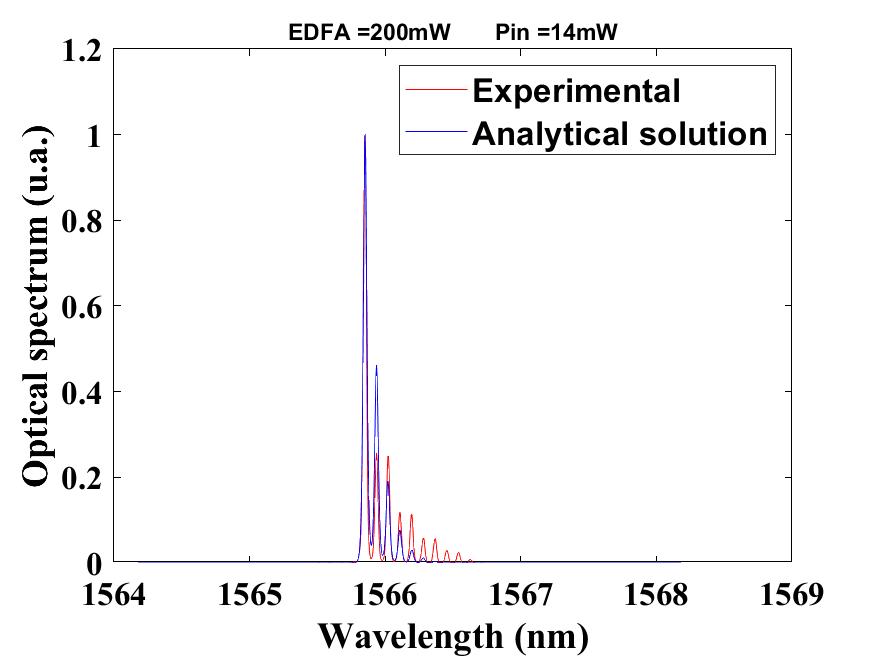 EDFA =200mW Pin =14mW
1.2
Experimental
1
Analytical solution
0.8
0.6
0.4
0.2
0
Optical spectrum (u.a.)
1564 1565 1566 1567 1568 1569
Wavelength (nm)